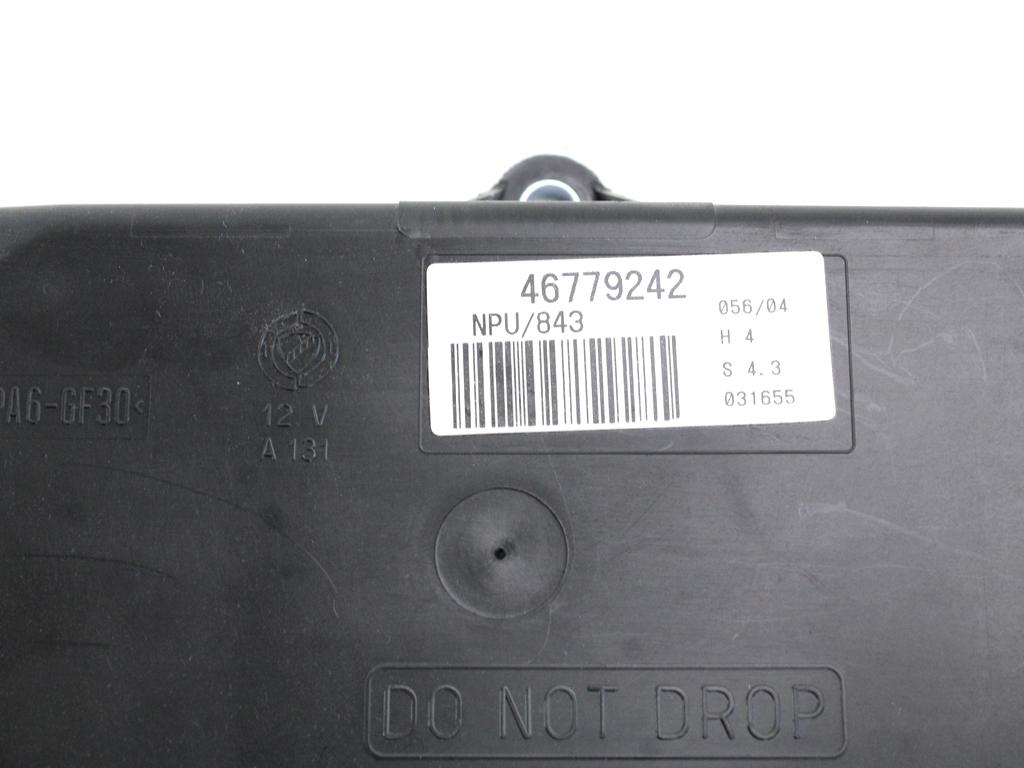 46779242
NPU/843
056/04
H 4
S 4.3
031655
PA6-GF30<
12 V
A 131
DO NOT DROP